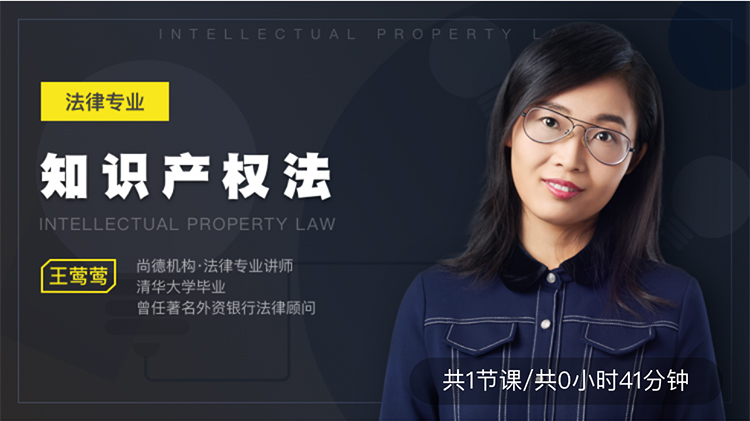 INTELLECTUAL PROPERTY LA
法律专业
知识产权法
INTELLECTUAL PROPERTY LAW
王莺莺
尚德机构·法律专业讲师
清华大学毕业
曾任著名外资银行法律顾问
共1节课/共0小时41分钟